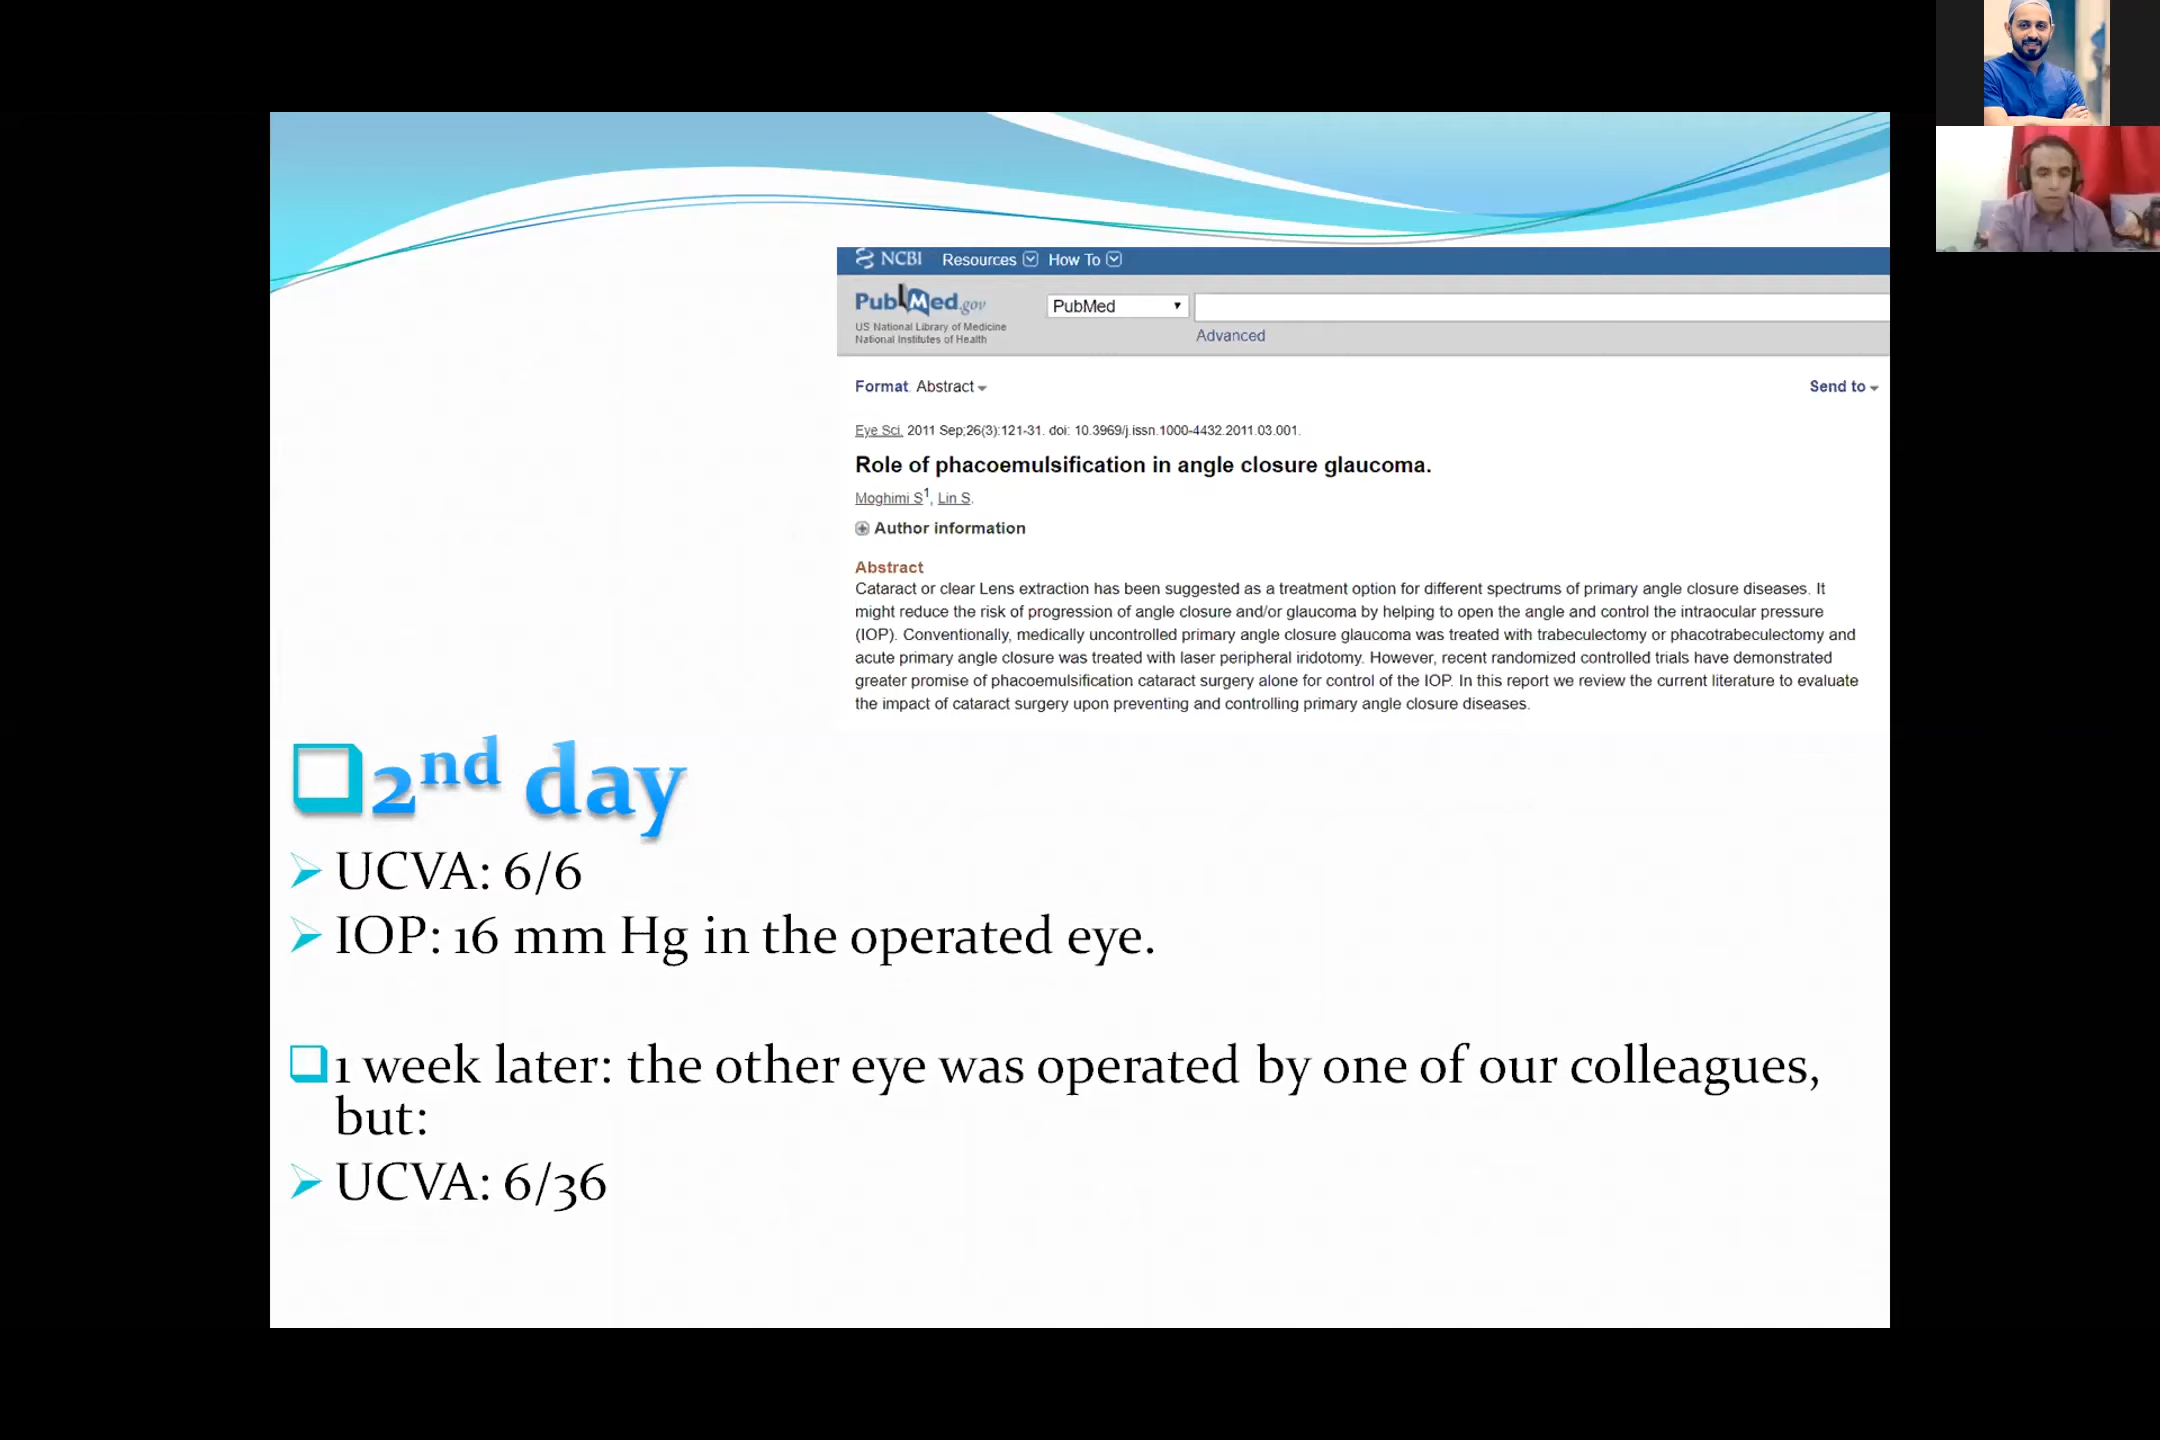 NCBI Resources How To
PubMed.gov
US National Library of Medicine
National Institutes of Health
PubMed
Advanced
Format Abstract
Send to
Eye Sci. 2011 Sep;26(3):121-31. doi: 10.3969/j.issn.1000-4432.2011.03.001.
Role of phacoemulsification in angle closure glaucoma.
Moghimi S1, Lin S.
Author information
Abstract
Cataract or clear Lens extraction has been suggested as a treatment option for different spectrums of primary angle closure diseases. It
might reduce the risk of progression of angle closure and/or glaucoma by helping to open the angle and control the intraocular pressure
(IOP). Conventionally, medically uncontrolled primary angle closure glaucoma was treated with trabeculectomy or phacotrabeculectomy and
acute primary angle closure was treated with laser peripheral iridotomy. However, recent randomized controlled trials have demonstrated
greater promise of phacoemulsification cataract surgery alone for control of the IOP. In this report we review the current literature to evaluate
the impact of cataract surgery upon preventing and controlling primary angle closure diseases.
2nd day
UCVA: 6/6
IOP: 16 mm Hg in the operated eye.
1 week later: the other eye was operated by one of our colleagues,
but:
UCVA: 6/36